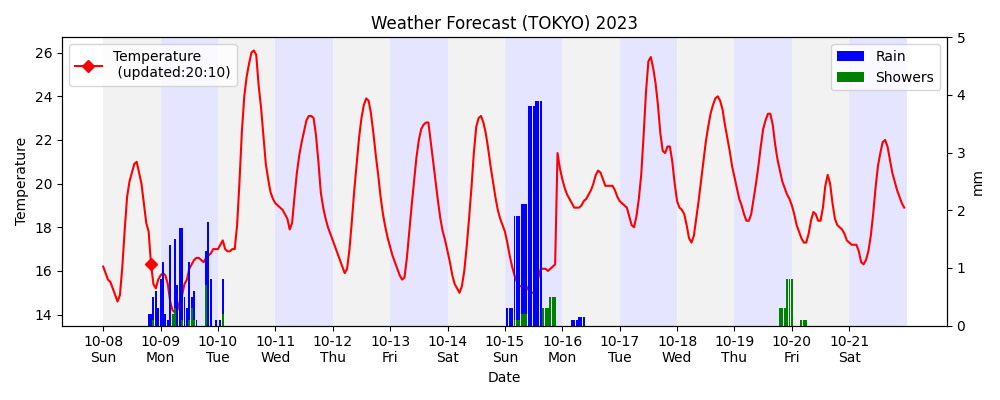 Weather Forecast (TOKYO) 2023
Temperature
(updated:20:10)
Rain
Showers
Temperature
26
24
22
20
18
16
14
5
4
3
2
1
0
mm
10-08 10-09 10-10 10-11 10-12 10-13 10-14 10-15 10-16 10-17 10-18 10-19 10-20 10-21
Sun Mon Tue Wed Thu Fri Sat Sun Mon Tue Wed Thu Fri Sat
Date